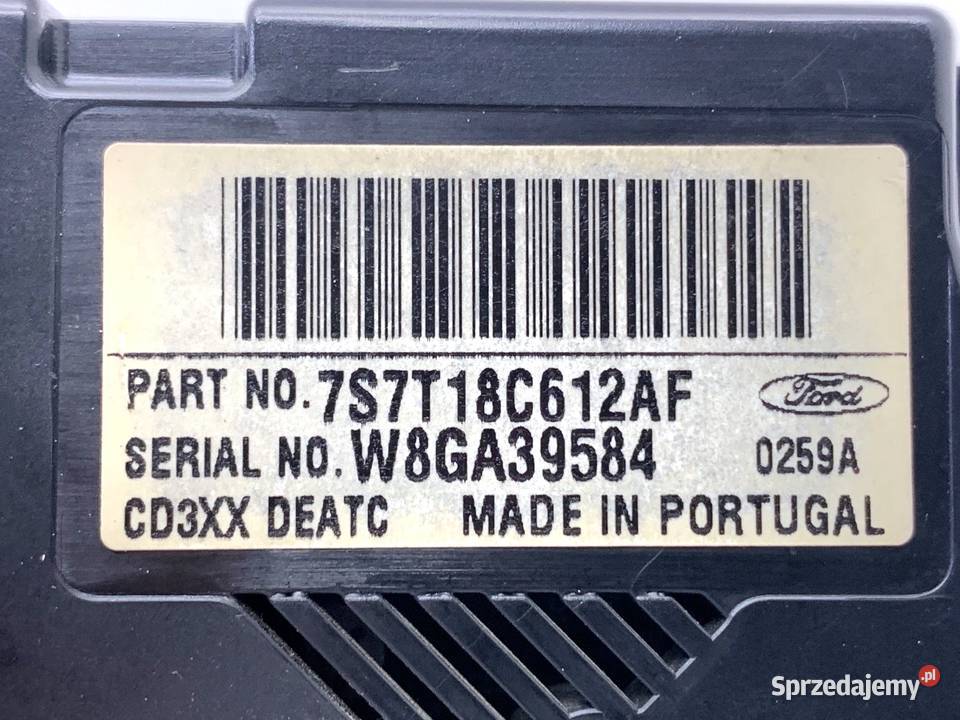 PART NO. 7S7T18C612AF
Ford
SERIAL NO. W8GA39584
0259A
CD3XX DEATC MADE IN PORTUGAL
Sprzedajemy.pl